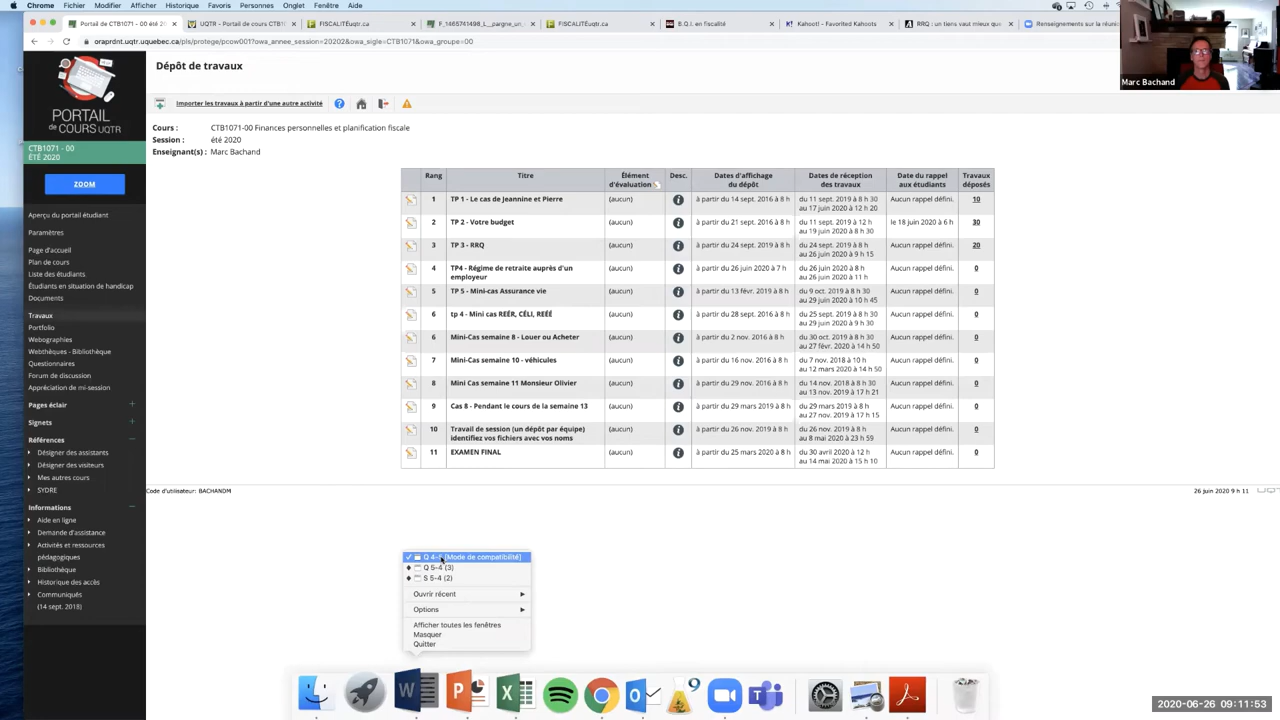 Chrome Fichier Modifier Afficher Historique Favoris Personnes Onglet Fenêtre Aide
Portail de CTB1071 - 00 été 20 UQTR - Portail de cours CTB1 FISCALITÉuqtr.ca F_1465741498_L_pargne_un_ FISCALITÉuqtr.ca B.Q.I. en fiscalité Kahoot! - Favorited Kahoots RRQ : un tiens vaut mieux que Renseignements sur la réunion
oraprdnt.uqtr.uquebec.ca/pls/protege/pcow001?owa_annee_session=20202&owa_sigle=CTB1071&owa_groupe=00
Marc Bachand
PORTAIL
DE COURS UQTR
CTB1071 - 00
ÉTÉ 2020
ZOOM
Aperçu du portail étudiant
Paramètres
Page d'accueil
Plan de cours
Liste des étudiants
Étudiants en situation de handicap
Documents
Travaux
Portfolio
Webographies
Webthèques - Bibliothèque
Questionnaires
Forum de discussion
Appréciation de mi-session
Pages éclair +
Signets +
Références −
Désigner des assistants
Désigner des visiteurs
Mes autres cours
SYDRE
Informations −
Aide en ligne
Demande d'assistance
Activités et ressources
pédagogiques
Bibliothèque
Historique des accès
Communiqués
(14 sept. 2018)
Dépôt de travaux
Importer les travaux à partir d'une autre activité
Cours : CTB1071-00 Finances personnelles et planification fiscale
Session : été 2020
Enseignant(s) : Marc Bachand
Rang Titre Élément d'évaluation Desc. Dates d'affichage du dépôt Dates de réception des travaux Date du rappel aux étudiants Travaux déposés
1 TP 1 - Le cas de Jeannine et Pierre (aucun) à partir du 14 sept. 2016 à 8 h du 11 sept. 2019 à 8 h 30 au 17 juin 2020 à 12 h 20 Aucun rappel défini. 10
2 TP 2 - Votre budget (aucun) à partir du 21 sept. 2016 à 8 h du 11 sept. 2019 à 12 h au 19 juin 2020 à 8 h 30 le 18 juin 2020 à 6 h 30
3 TP 3 - RRQ (aucun) à partir du 24 sept. 2019 à 8 h du 24 sept. 2019 à 8 h au 26 juin 2020 à 9 h 15 Aucun rappel défini. 20
4 TP4 - Régime de retraite auprès d'un employeur (aucun) à partir du 26 juin 2020 à 7 h du 26 juin 2020 à 8 h au 26 juin 2020 à 11 h Aucun rappel défini. 0
5 TP 5 - Mini-cas Assurance vie (aucun) à partir du 13 févr. 2019 à 8 h du 9 oct. 2019 à 8 h 30 au 29 juin 2020 à 10 h 45 Aucun rappel défini. 0
6 tp 4 - Mini cas REÉR, CÉLI, REÉÉ (aucun) à partir du 28 sept. 2016 à 8 h du 25 sept. 2019 à 8 h 30 au 29 juin 2020 à 9 h 30 Aucun rappel défini. 0
6 Mini-Cas semaine 8 - Louer ou Acheter (aucun) à partir du 2 nov. 2016 à 8 h du 30 oct. 2019 à 8 h 30 au 27 févr. 2020 à 14 h 50 Aucun rappel défini. 0
7 Mini-Cas semaine 10 - véhicules (aucun) à partir du 16 nov. 2016 à 8 h du 7 nov. 2018 à 10 h au 12 mars 2020 à 14 h 50 Aucun rappel défini. 0
8 Mini Cas semaine 11 Monsieur Olivier (aucun) à partir du 29 nov. 2016 à 8 h du 14 nov. 2018 à 8 h 30 au 13 nov. 2019 à 17 h 21 Aucun rappel défini. 0
9 Cas 8 - Pendant le cours de la semaine 13 (aucun) à partir du 29 mars 2019 à 8 h du 29 mars 2019 à 8 h au 27 nov. 2019 à 17 h 15 Aucun rappel défini. 0
10 Travail de session (un dépôt par équipe) identifiez vos fichiers avec vos noms (aucun) à partir du 26 nov. 2019 à 8 h du 26 nov. 2019 à 8 h au 8 mai 2020 à 23 h 59 Aucun rappel défini. 0
11 EXAMEN FINAL (aucun) à partir du 25 mars 2020 à 8 h du 30 avril 2020 à 12 h au 14 mai 2020 à 15 h 10 Aucun rappel défini. 0
Code d'utilisateur: BACHANDM 26 juin 2020 9 h 11
[Mode de compatibilité]
Q 5-4 (3)
S 5-4 (2)
Ouvrir récent
Options
Afficher toutes les fenêtres
Masquer
Quitter
2020-06-26 09:11:53